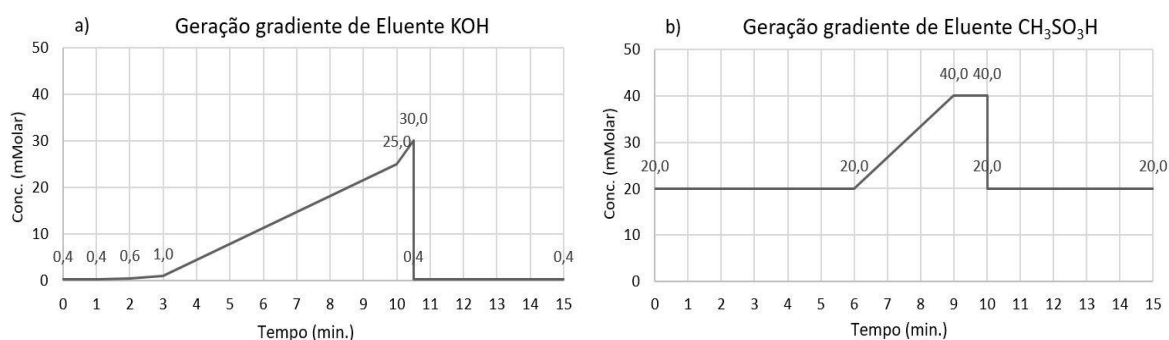 a) Geração gradiente de Eluente KOH
50
40
30
20
10
0
Conc. (mMolar)
0,4 0,4 0,6 1,0 25,0 30,0 0,4 0,4
0 1 2 3 4 5 6 7 8 9 10 11 12 13 14 15
Tempo (min.)
b) Geração gradiente de Eluente CH₃SO₃H
50
40
30
20
10
0
Conc. (mMolar)
20,0 20,0 40,0 40,0 20,0 20,0
0 1 2 3 4 5 6 7 8 9 10 11 12 13 14 15
Tempo (min.)